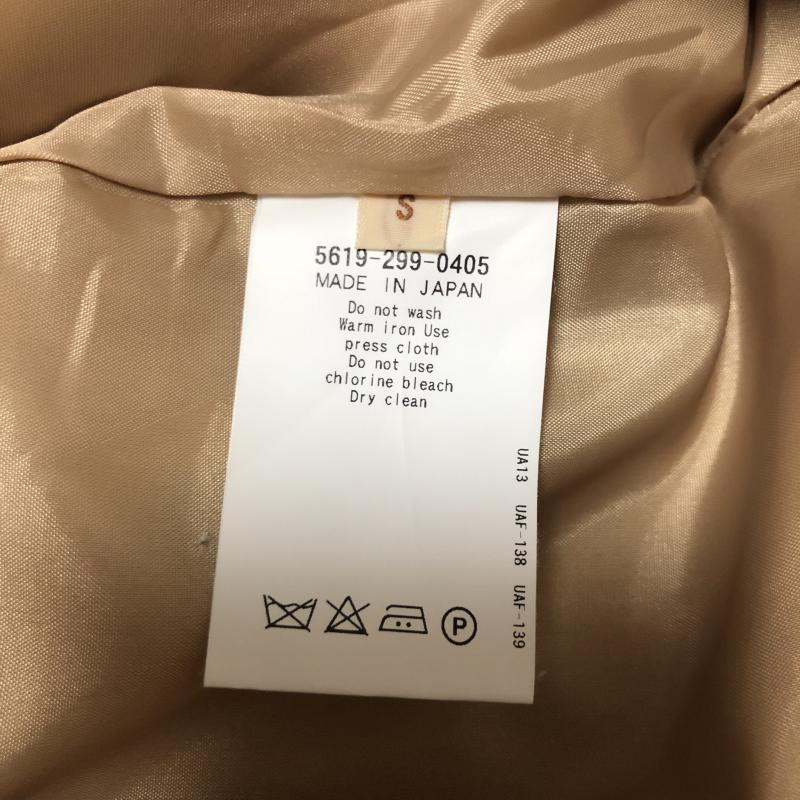 S
5619-299-0405
MADE IN JAPAN
Do not wash
Warm iron Use
press cloth
Do not use
chlorine bleach
Dry clean
UA13 UAF-138 UAF-139
P